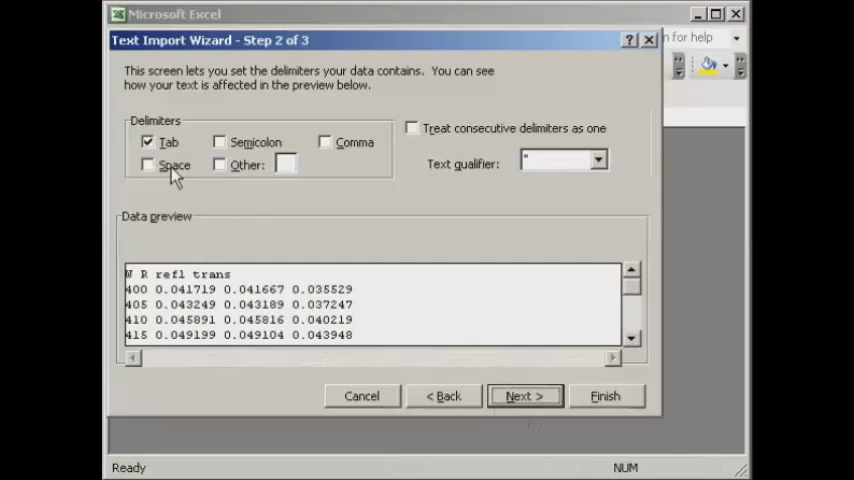 Microsoft Excel
n for help
Text Import Wizard - Step 2 of 3
This screen lets you set the delimiters your data contains. You can see
how your text is affected in the preview below.
Delimiters
Tab
Semicolon
Comma
Space
Other:
Treat consecutive delimiters as one
Text qualifier:
"
Data preview
W R refl trans
400 0.041719 0.041667 0.035529
405 0.043249 0.043189 0.037247
410 0.045891 0.045816 0.040219
415 0.049199 0.049104 0.043948
Cancel
< Back
Next >
Finish
Ready
NUM